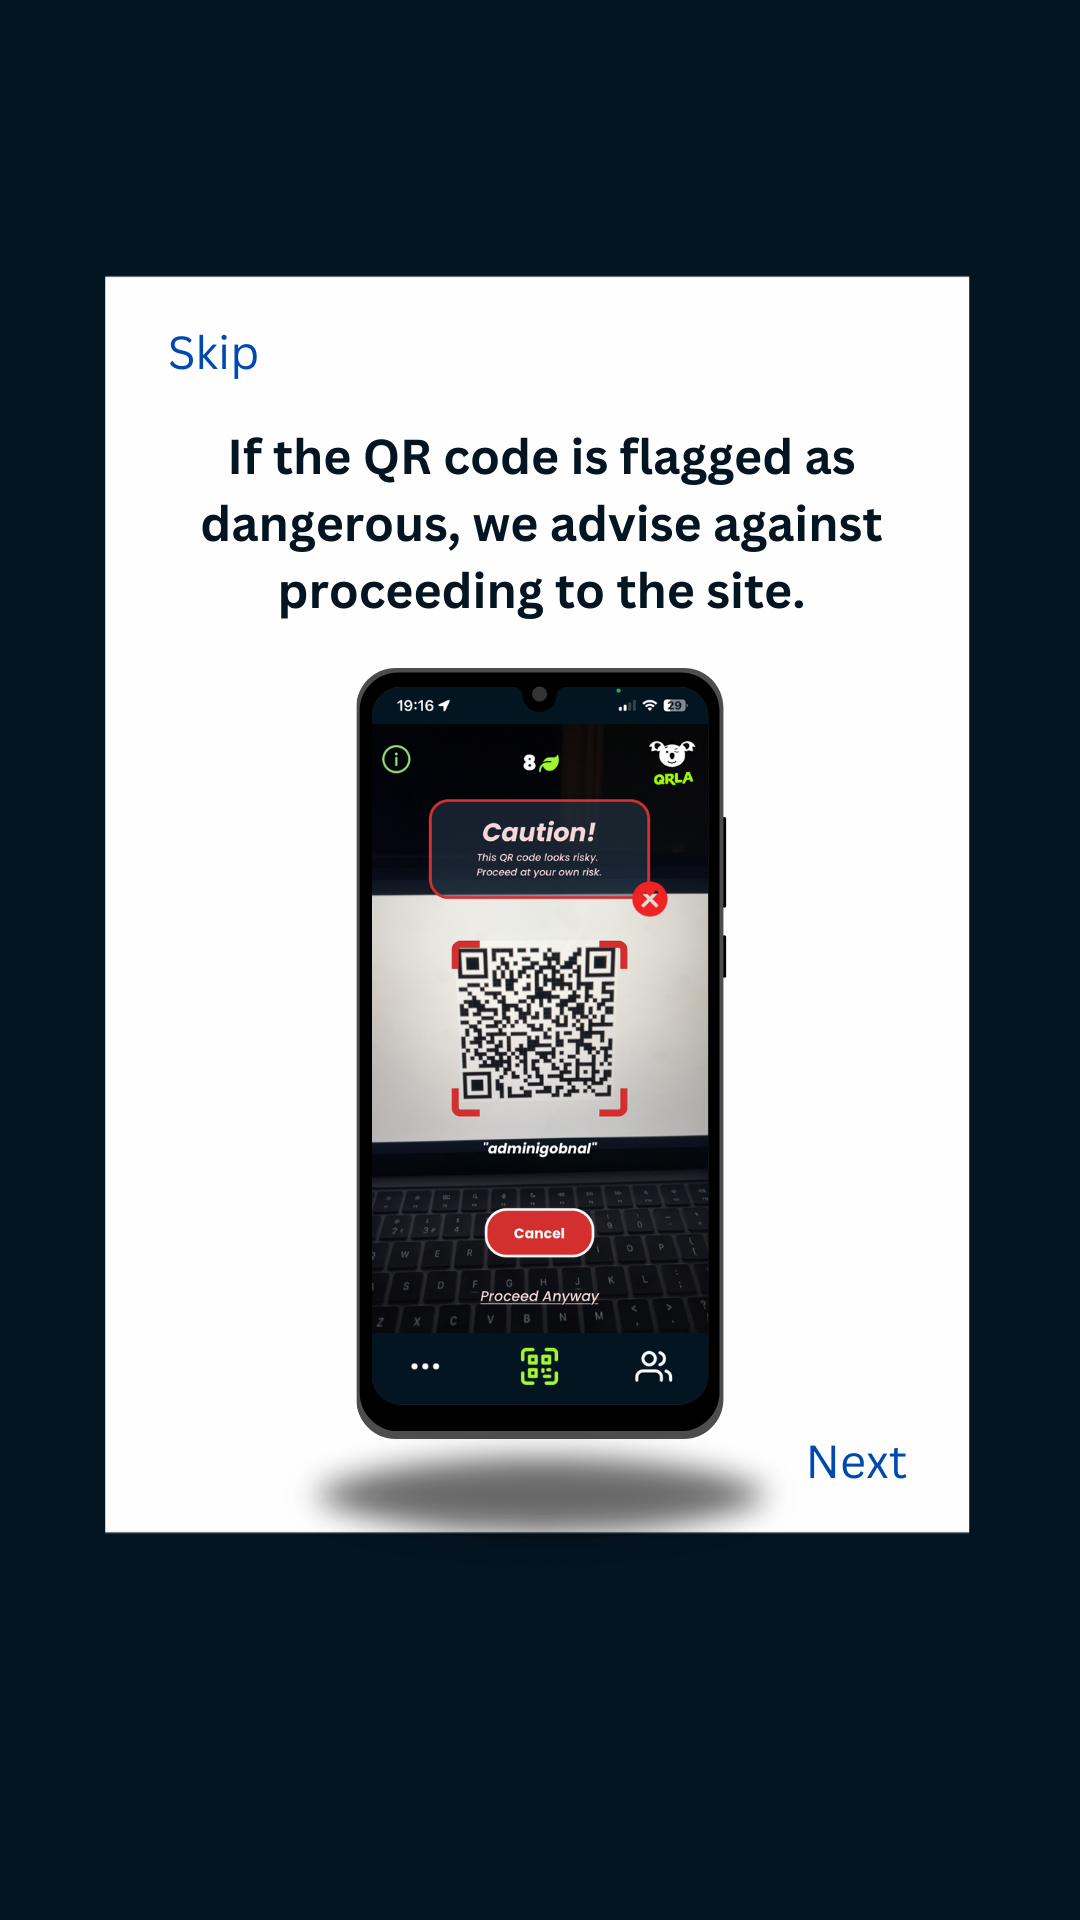 Skip
If the QR code is flagged as
dangerous, we advise against
proceeding to the site.
19:16
29
8
QRLA
Caution!
This QR code looks risky.
Proceed at your own risk.
"adminigobnal"
Cancel
W E R I O P
S D F G H J K L
Proceed Anyway
Z X C V B N M
Next